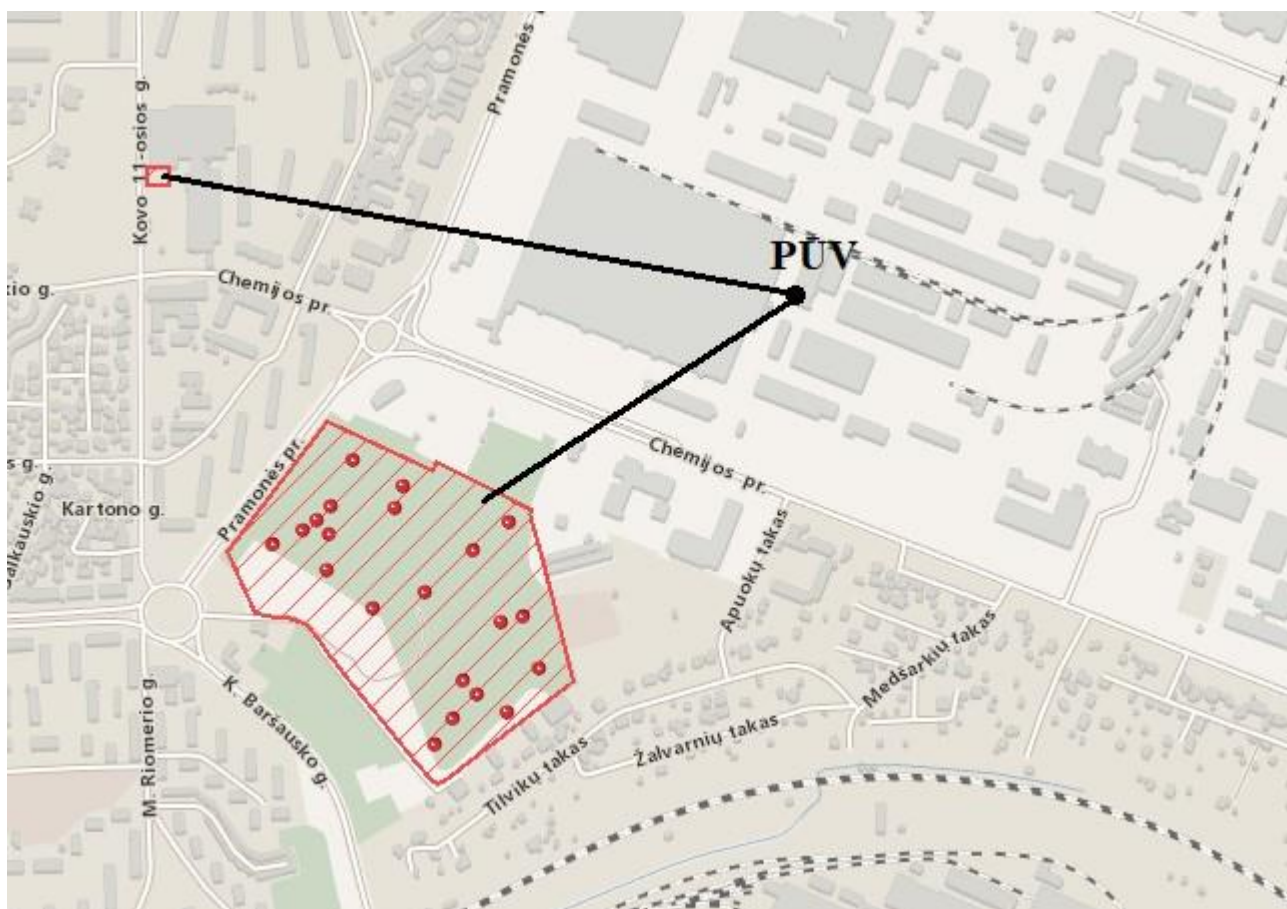 Pramonės
Kovo 11-osios g.
PŪV
Chemijos pr.
kio g.
Chemijos pr.
Pramonės pr.
s g.
Kartono g.
galkauskio g.
Apuokų takas
Medšarkių takas
K. Baršausko g.
M. Riomerio g.
Žalvarnių takas
Tilvikų takas